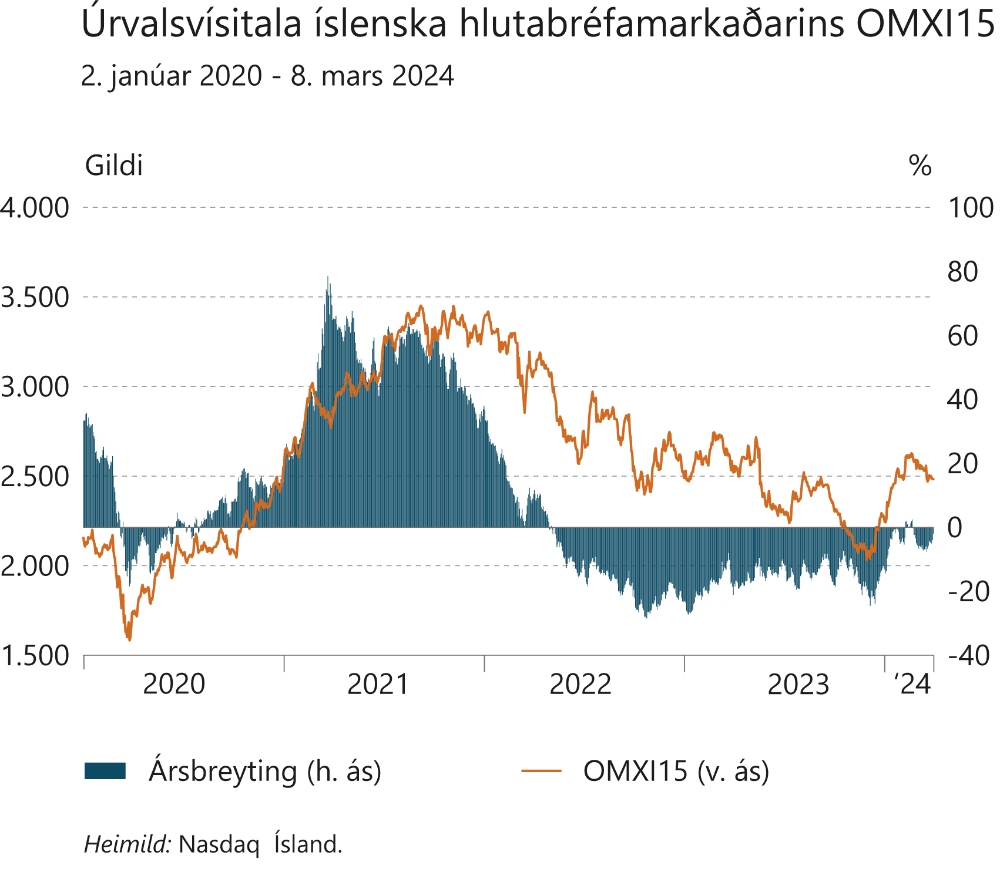 Úrvalsvísitala íslenska hlutabréfamarkaðarins OMXI15
2. janúar 2020 - 8. mars 2024
Gildi %
4.000 100
80
3.500
60
3.000 40
2.500 20
0
2.000
-20
1.500 -40
2020 2021 2022 2023 ‘24
Ársbreyting (h. ás) OMXI15 (v. ás)
Heimild: Nasdaq Ísland.